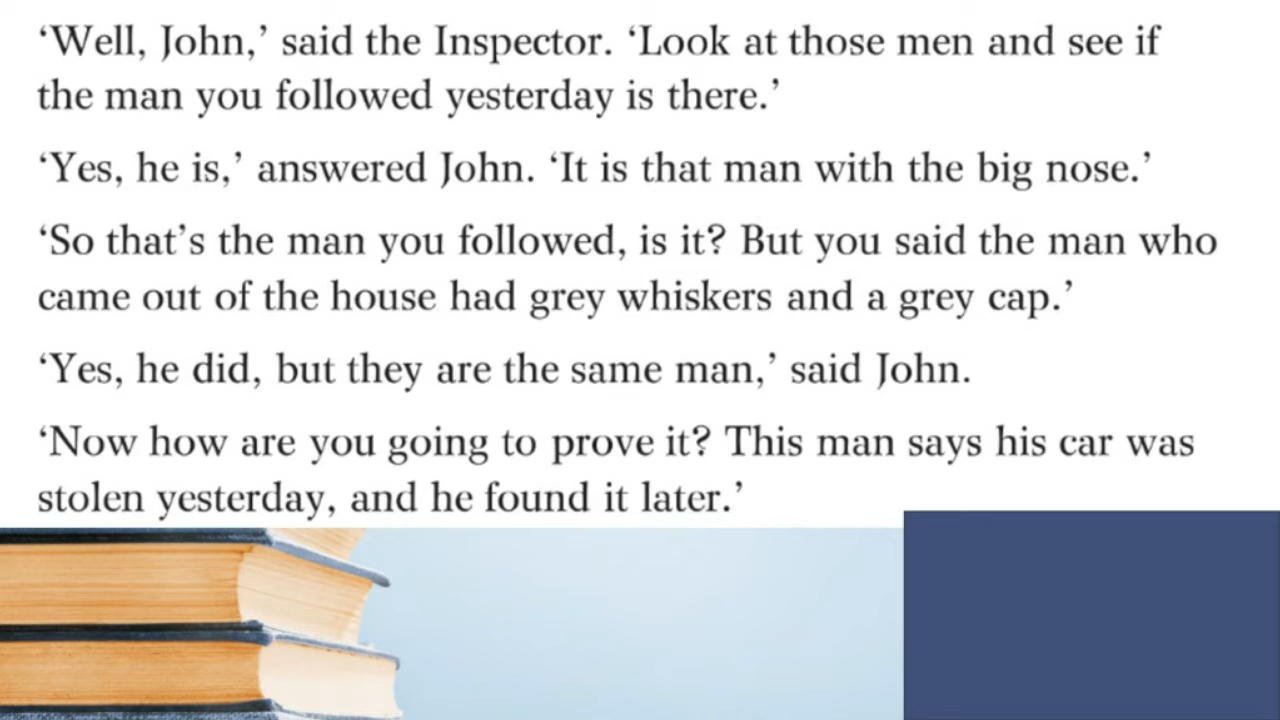 ‘Well, John,’ said the Inspector. ‘Look at those men and see if
the man you followed yesterday is there.’
‘Yes, he is,’ answered John. ‘It is that man with the big nose.’
‘So that’s the man you followed, is it? But you said the man who
came out of the house had grey whiskers and a grey cap.’
‘Yes, he did, but they are the same man,’ said John.
‘Now how are you going to prove it? This man says his car was
stolen yesterday, and he found it later.’